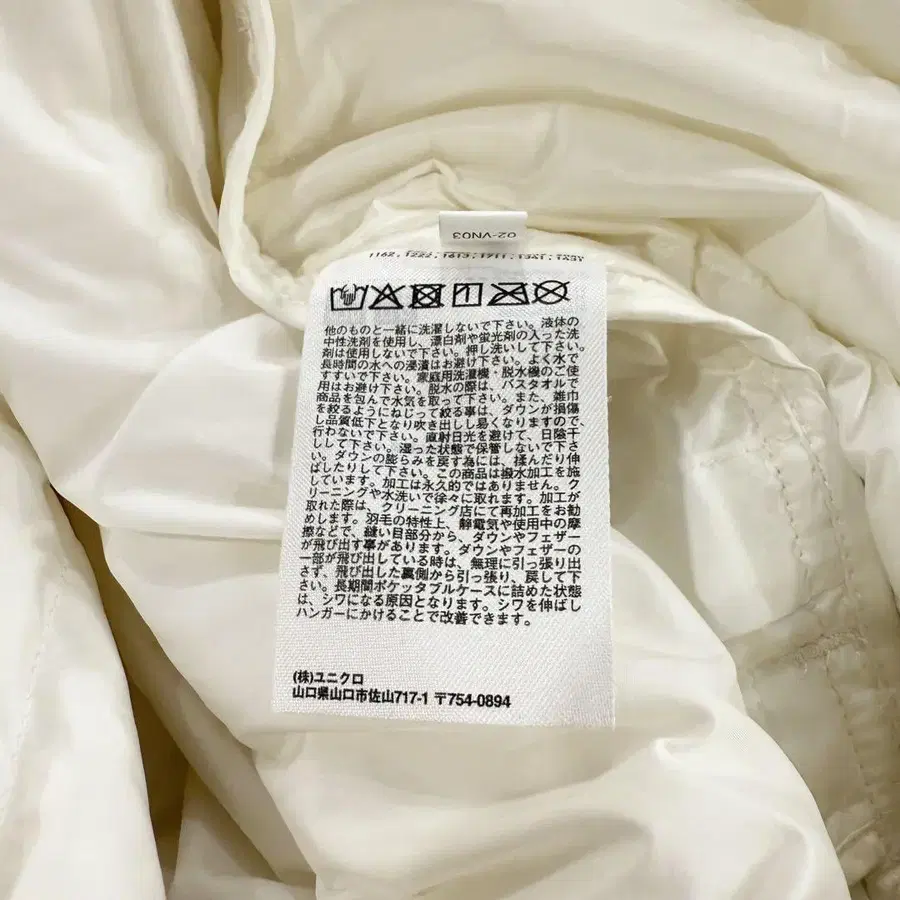 02-VN03
他のものと一緒に洗濯しないで下さい。液体の
中性洗剤を使用し、漂白剤や蛍光剤の入った洗
剤は使用しないで下さい。押し洗いして下さい。
長時間の水への浸漬はお避け下さい。よく水で
すすいで下さい。家庭用洗濯機・脱水機のご使
用はお避け下さい。脱水の際は、バスタオルで
商品を包んで水気を取って下さい。また、雑巾
を絞るようにねじって絞る事は、ダウンが損傷
し品質低下となり吹き出しし易くなりますので
行わないで下さい。直射日光を避けて、日陰干
しして下さい。湿った状態で保管しないで下さ
い。ダウンの膨らみを戻す為には、揉んだり伸
ばしたりして下さい。この商品は撥水加工を施
しています。加工は永久的ではありません。ク
リーニングや水洗いで徐々に取れます。加工が
取れた際は、クリーニング店にて再加工をお勧
めします。羽毛の特性上、静電気や使用中の摩
擦などで、縫い目部分から、ダウンやフェザー
が飛び出す事があります。ダウンやフェザーの
一部が飛び出している時は、無理に引っ張り出
さず、飛び出した裏側から引っ張り、戻して下
さい。長期間ポケッタブルケースに詰めた状態
は、シワになる原因となります。シワを伸ばし
ハンガーにかけることで改善できます。
(株)ユニクロ
山口県山口市佐山717-1 〒754-0894